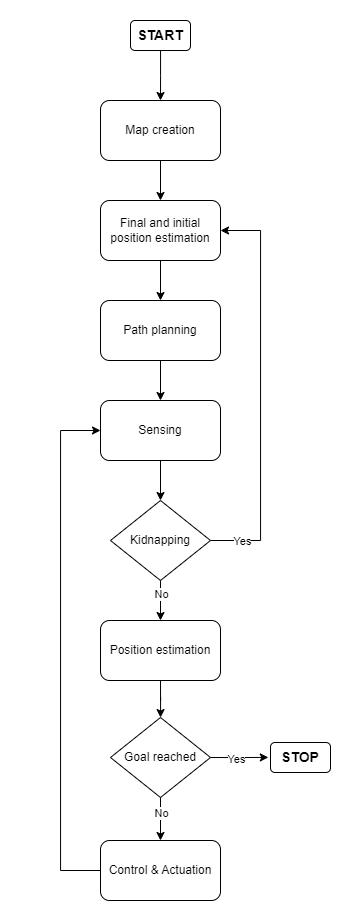 START
Map creation
Final and initial
position estimation
Path planning
Sensing
Kidnapping
Yes
No
Position estimation
Goal reached
Yes
STOP
No
Control & Actuation